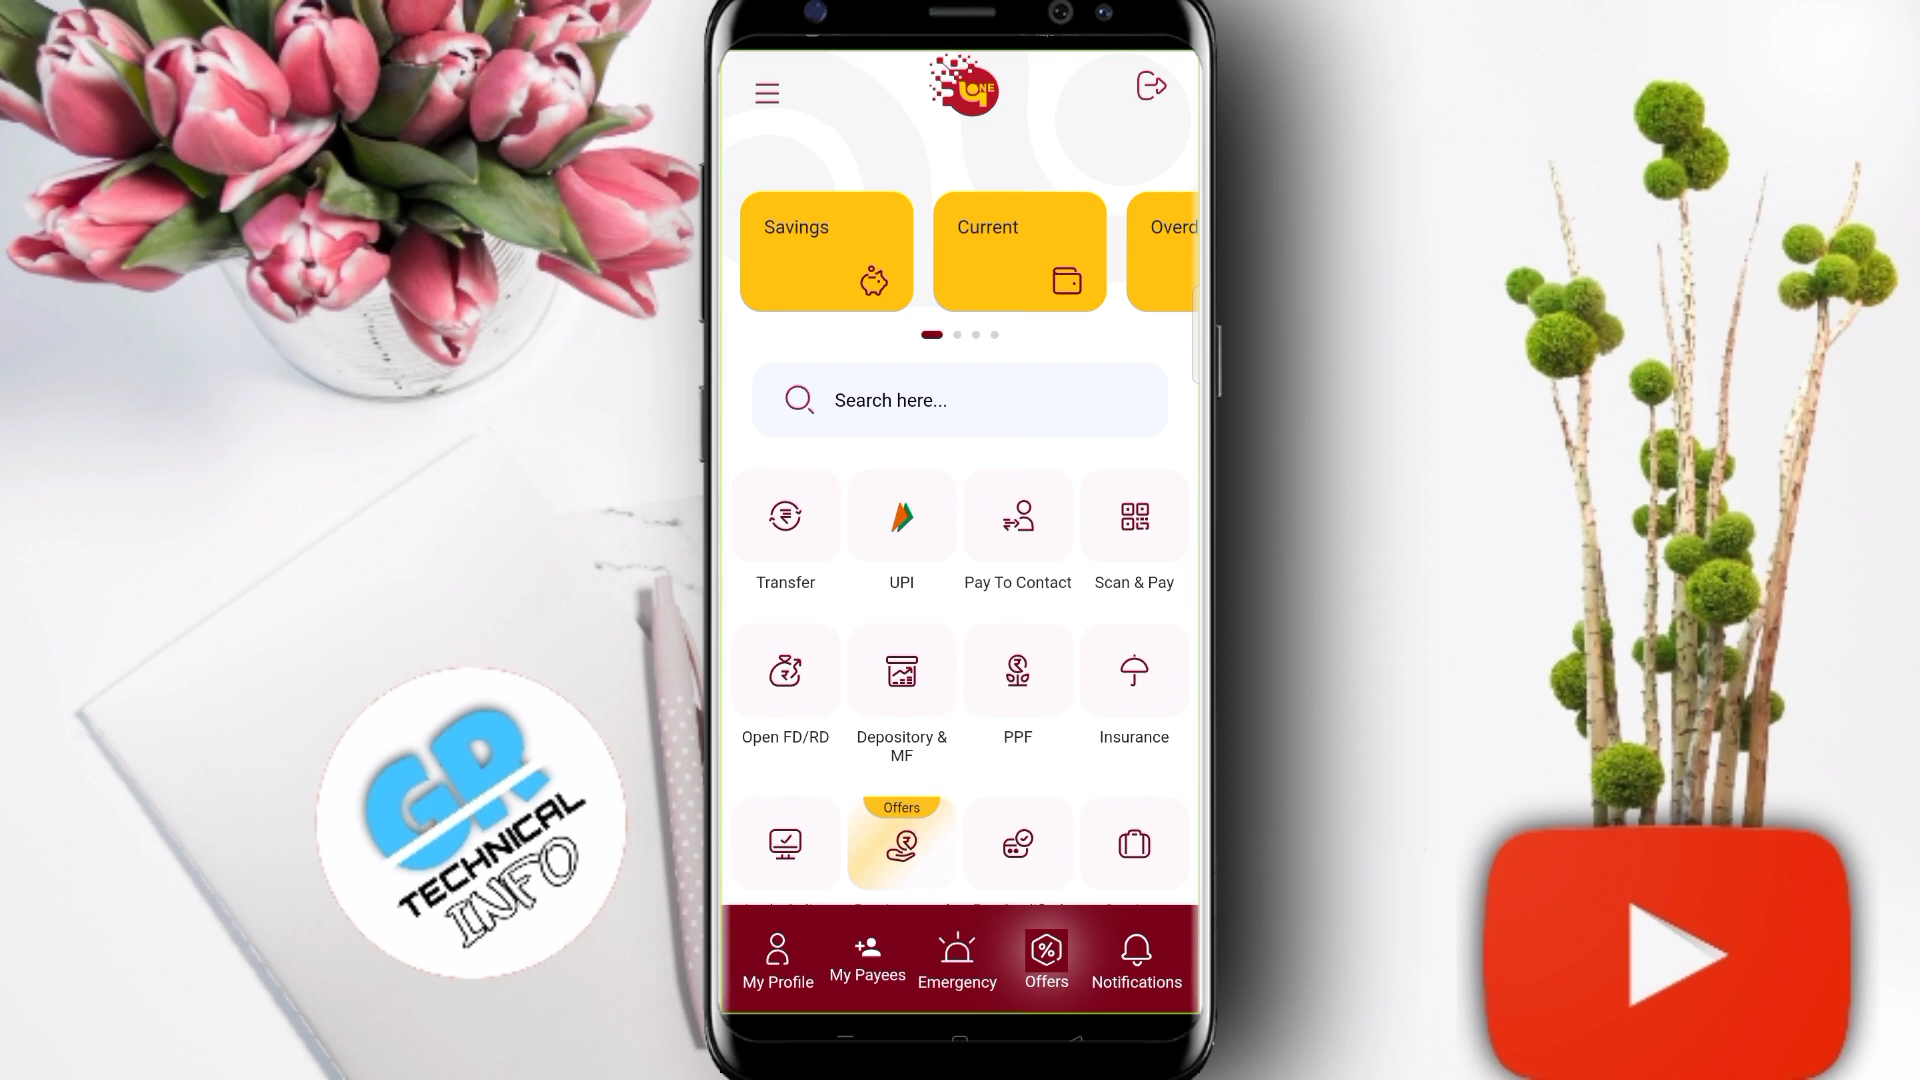 ONE
Savings
Current
Overd
Search here...
Transfer
UPI
Pay To Contact
Scan & Pay
Open FD/RD
Depository &
MF
PPF
Insurance
Offers
My Profile
My Payees
Emergency
Offers
Notifications
GR
TECHNICAL
INFO